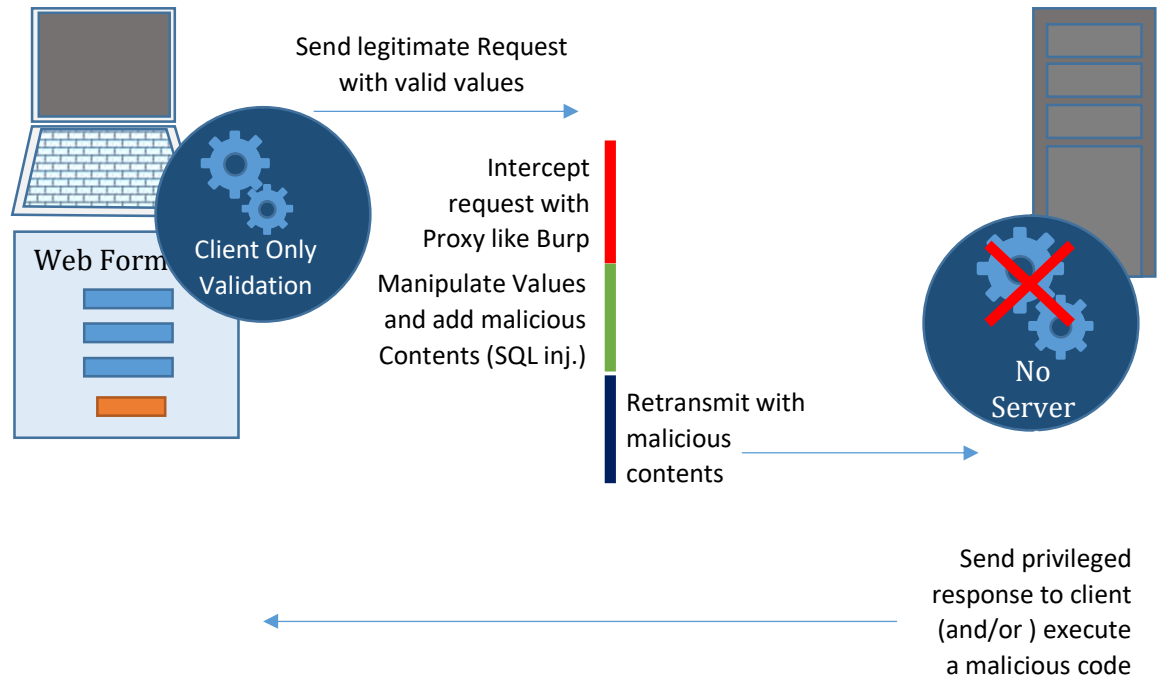 Send legitimate Request
with valid values
Intercept
request with
Proxy like Burp
Web Form
Client Only
Validation
Manipulate Values
and add malicious
Contents (SQL inj.)
No
Server
Retransmit with
malicious
contents
Send privileged
response to client
(and/or ) execute
a malicious code